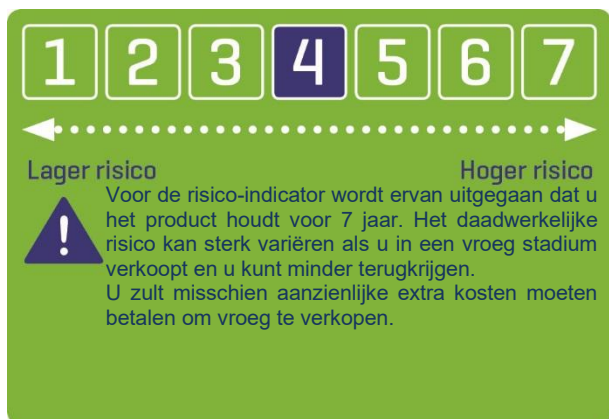 1 2 3 4 5 6 7
Lager risico Hoger risico
Voor de risico-indicator wordt ervan uitgegaan dat u
het product houdt voor 7 jaar. Het daadwerkelijke
risico kan sterk variëren als u in een vroeg stadium
verkoopt en u kunt minder terugkrijgen.
U zult misschien aanzienlijke extra kosten moeten
betalen om vroeg te verkopen.